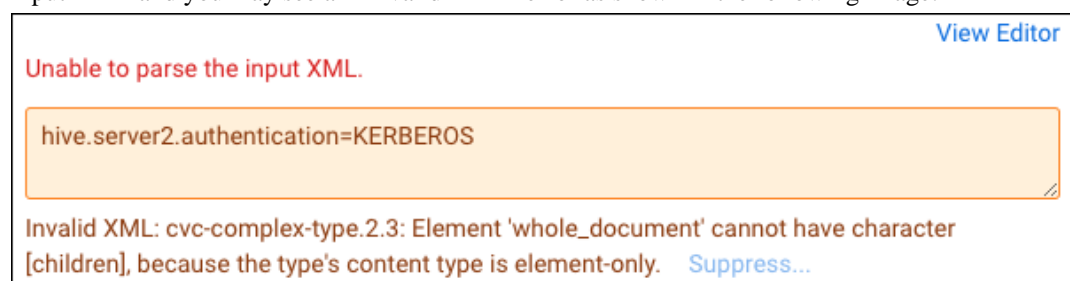 View Editor
Unable to parse the input XML.
hive.server2.authentication=KERBEROS
Invalid XML: cvc-complex-type.2.3: Element 'whole_document' cannot have character
[children], because the type's content type is element-only. Suppress...